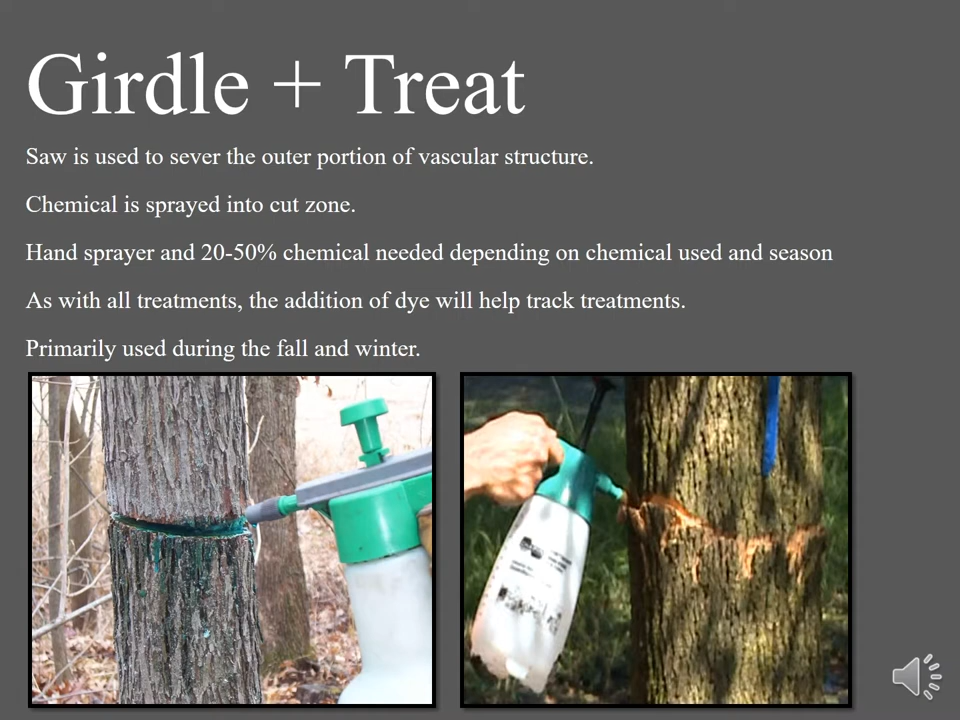 Girdle + Treat
Saw is used to sever the outer portion of vascular structure.
Chemical is sprayed into cut zone.
Hand sprayer and 20-50% chemical needed depending on chemical used and season
As with all treatments, the addition of dye will help track treatments.
Primarily used during the fall and winter.